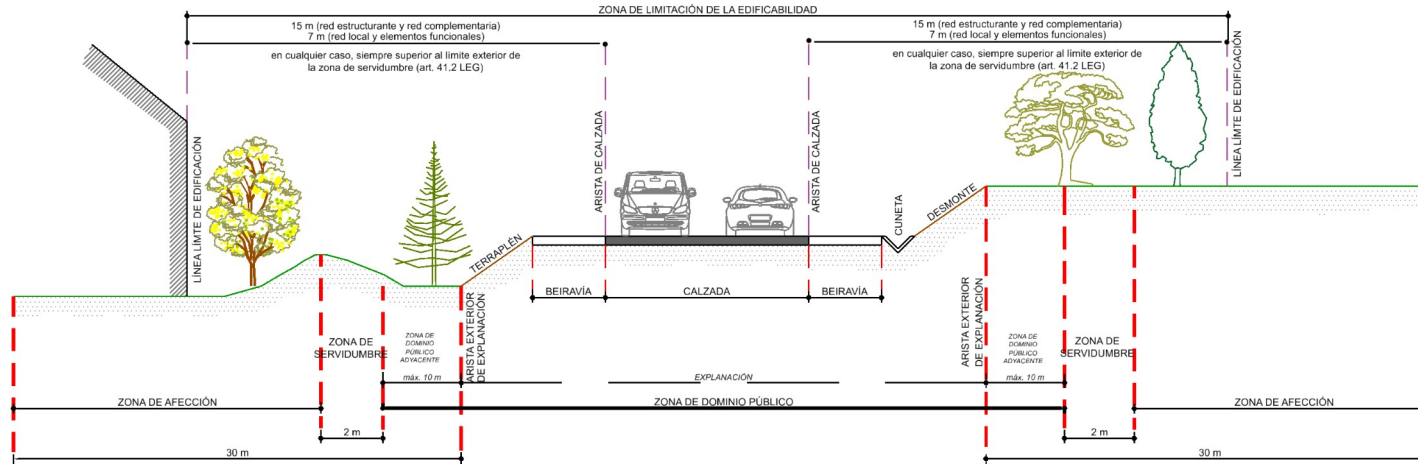 ZONA DE LIMITACIÓN DE LA EDIFICABILIDAD
15 m (red estructurante y red complementaria)
7 m (red local y elementos funcionales)
en cualquier caso, siempre superior al límite exterior de
la zona de servidumbre (art. 41.2 LEG)
15 m (red estructurante y red complementaria)
7 m (red local y elementos funcionales)
en cualquier caso, siempre superior al límite exterior de
la zona de servidumbre (art. 41.2 LEG)
LÍNEA LÍMTE DE EDIFICACIÓN
ARISTA DE CALZADA
ARISTA DE CALZADA
LÍNEA LÍMTE DE EDIFICACIÓN
TERRAPLÉN
CUNETA
DESMONTE
BEIRAVÍA
CALZADA
BEIRAVÍA
ZONA DE
SERVIDUMBRE
ZONA DE
DOMINIO
PÚBLICO
ADYACENTE
ARISTA EXTERIOR
DE EXPLANACIÓN
ARISTA EXTERIOR
DE EXPLANACIÓN
ZONA DE
DOMINIO
PÚBLICO
ADYACENTE
ZONA DE
SERVIDUMBRE
máx. 10 m
EXPLANACIÓN
máx. 10 m
ZONA DE AFECCIÓN
ZONA DE DOMINIO PÚBLICO
ZONA DE AFECCIÓN
2 m
2 m
30 m
30 m